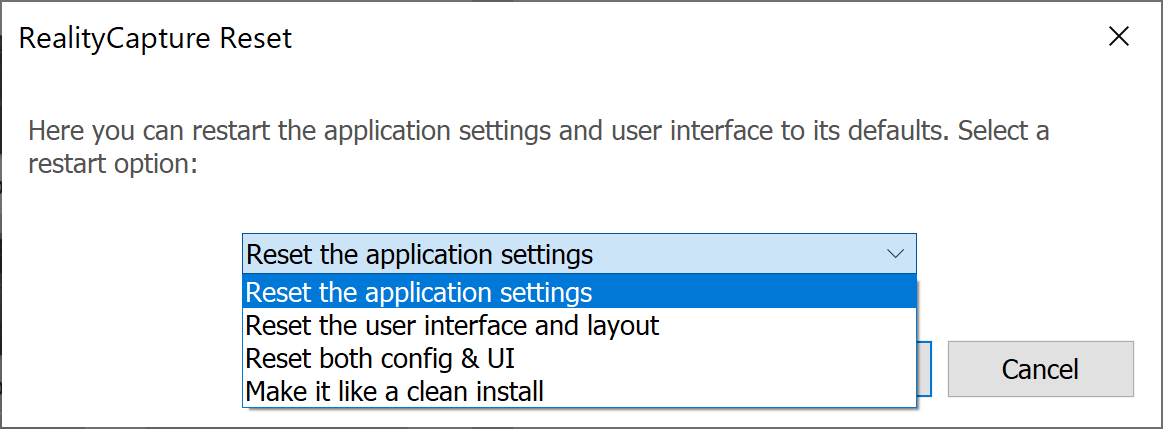 RealityCapture Reset
Here you can restart the application settings and user interface to its defaults. Select a
restart option:
Reset the application settings
Reset the application settings
Reset the user interface and layout
Reset both config & UI
Make it like a clean install
Cancel